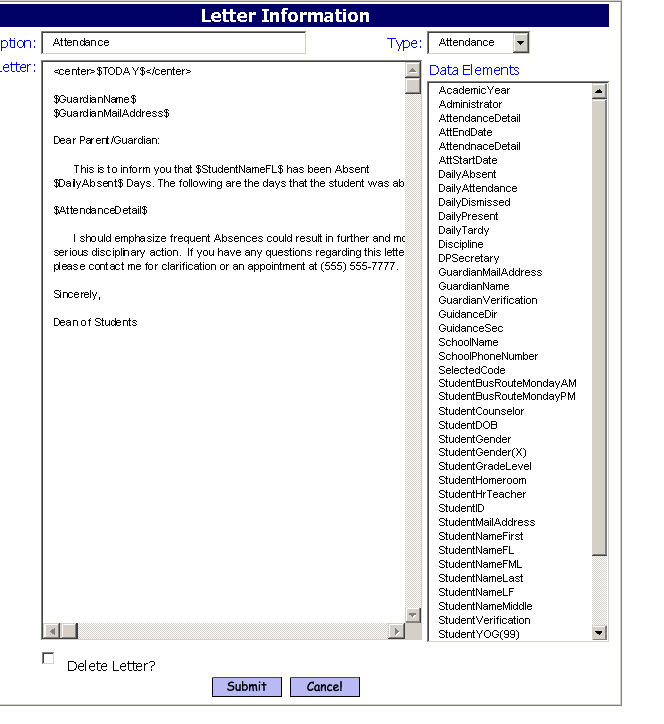 Letter Information
ption: Attendance Type: Attendance
etter:
<center>$TODAY$</center>
$GuardianName$
$GuardianMailAddress$
Dear Parent/Guardian:
This is to inform you that $StudentNameFL$ has been Absent
$DailyAbsent$ Days. The following are the days that the student was ab
$AttendanceDetail$
I should emphasize frequent Absences could result in further and mo
serious disciplinary action. If you have any questions regarding this lette
please contact me for clarification or an appointment at (555) 555-7777.
Sincerely,
Dean of Students
Data Elements
AcademicYear
Administrator
AttendanceDetail
AttEndDate
AttendnaceDetail
AttStartDate
DailyAbsent
DailyAttendance
DailyDismissed
DailyPresent
DailyTardy
Discipline
DPSecretary
GuardianMailAddress
GuardianName
GuardianVerification
GuidanceDir
GuidanceSec
SchoolName
SchoolPhoneNumber
SelectedCode
StudentBusRouteMondayAM
StudentBusRouteMondayPM
StudentCounselor
StudentDOB
StudentGender
StudentGender(X)
StudentGradeLevel
StudentHomeroom
StudentHrTeacher
StudentID
StudentMailAddress
StudentNameFirst
StudentNameFL
StudentNameFML
StudentNameLast
StudentNameLF
StudentNameMiddle
StudentVerification
StudentYOG(99)
Delete Letter?
Submit Cancel